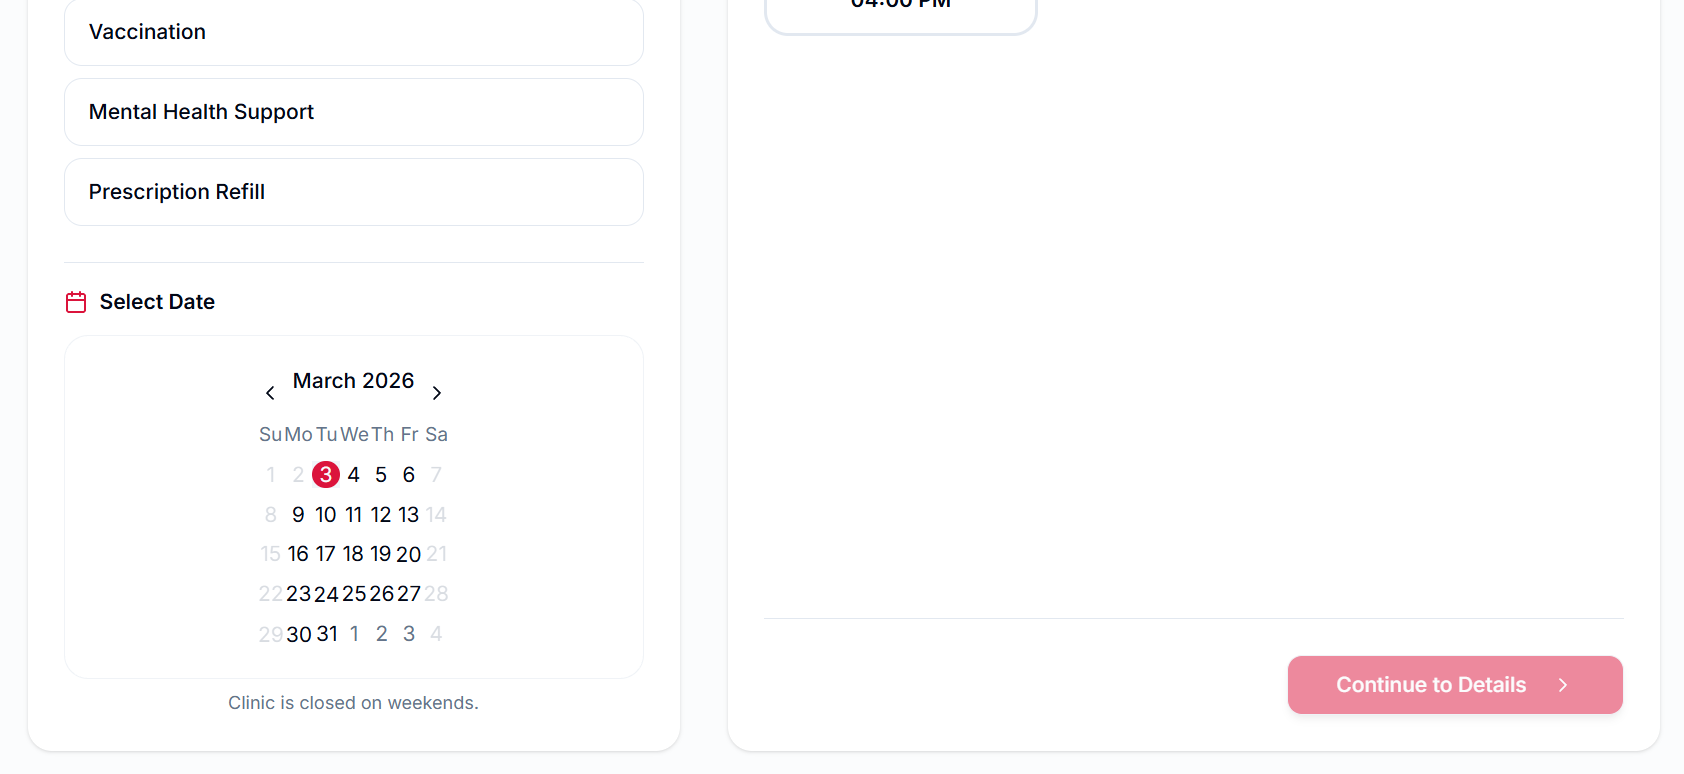 Vaccination
Mental Health Support
Prescription Refill
Select Date
March 2026
Su Mo Tu We Th Fr Sa
1 2 3 4 5 6 7
8 9 10 11 12 13 14
15 16 17 18 19 20 21
22 23 24 25 26 27 28
29 30 31 1 2 3 4
Clinic is closed on weekends.
04:00 PM
Continue to Details